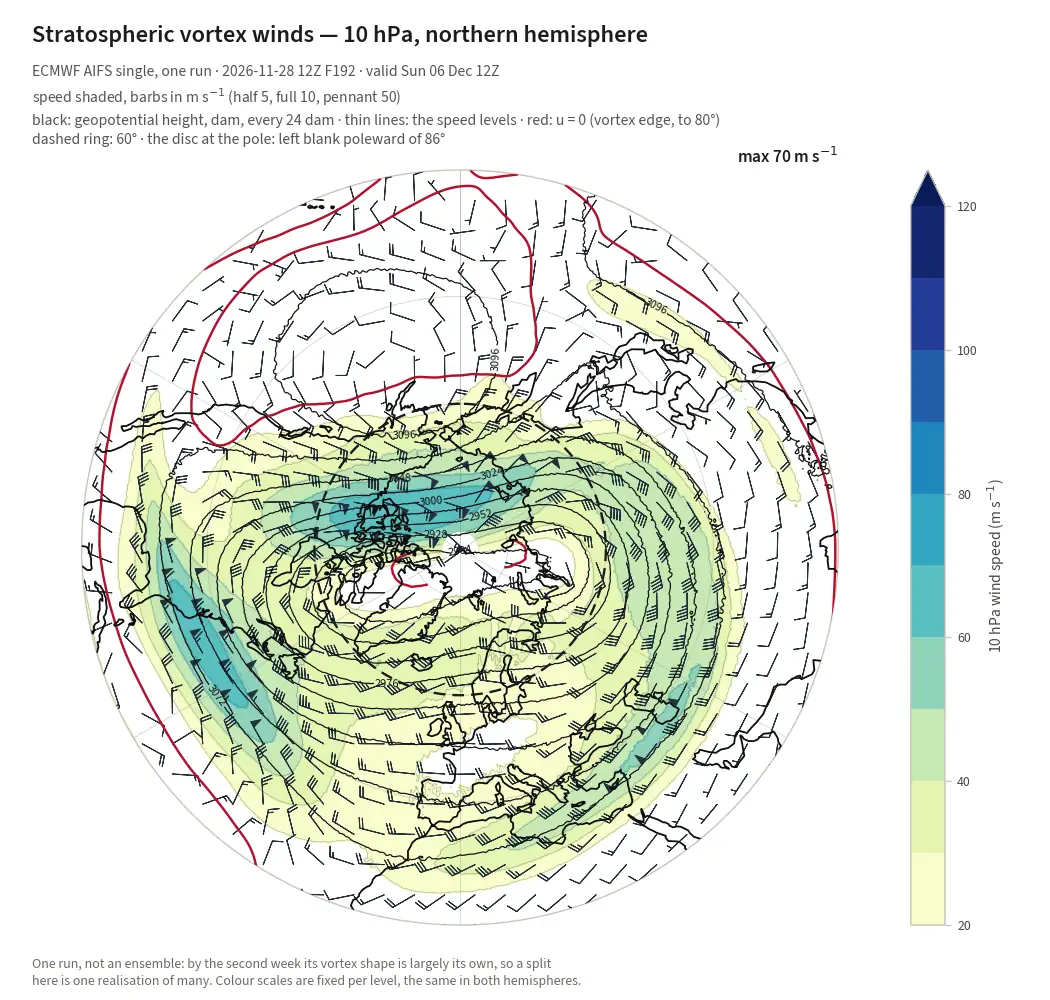 Stratospheric vortex winds — 10 hPa, northern hemisphere
ECMWF AIFS single, one run · 2026-11-28 12Z F192 · valid Sun 06 Dec 12Z
speed shaded, barbs in m s⁻¹ (half 5, full 10, pennant 50)
black: geopotential height, dam, every 24 dam · thin lines: the speed levels · red: u = 0 (vortex edge, to 80°)
dashed ring: 60° · the disc at the pole: left blank poleward of 86°
max 70 m s⁻¹
120
100
80
60
40
20
10 hPa wind speed (m s⁻¹)
3096
3096
3096
3024
3000
2952
2928
2976
One run, not an ensemble: by the second week its vortex shape is largely its own, so a split
here is one realisation of many. Colour scales are fixed per level, the same in both hemispheres.